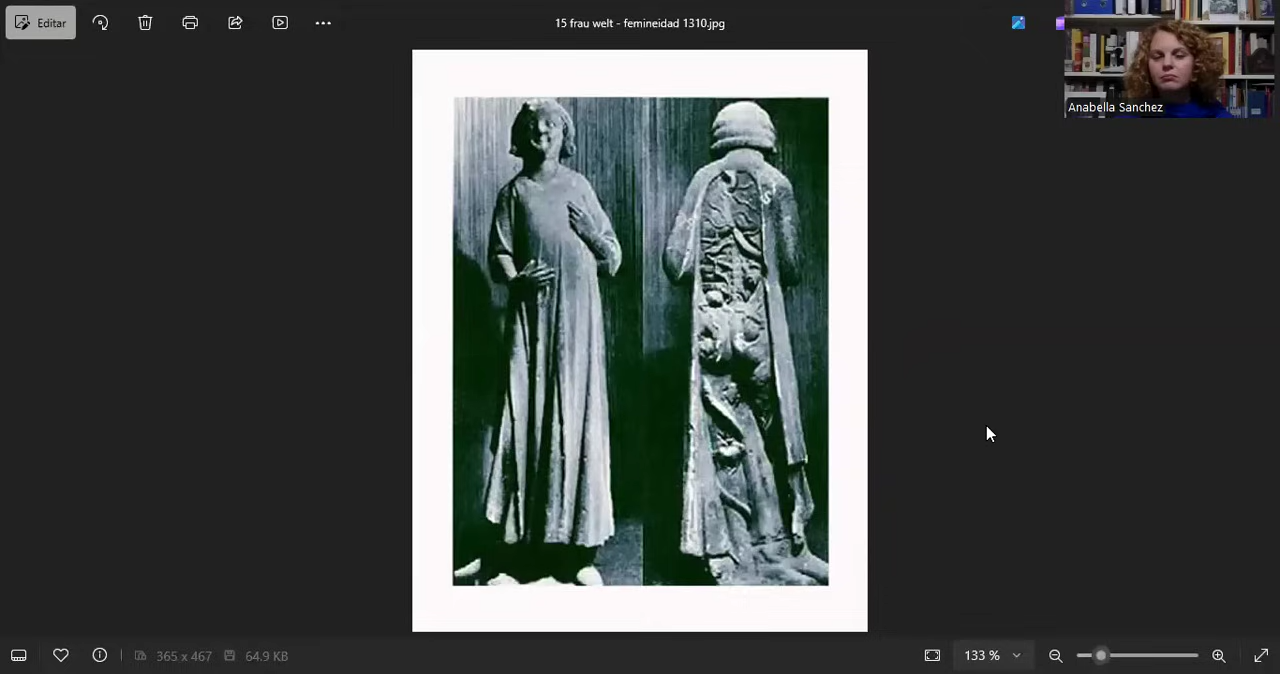 Editar
15 frau welt - femineidad 1310.jpg
Anabella Sanchez
365 x 467
64.9 KB
133 %